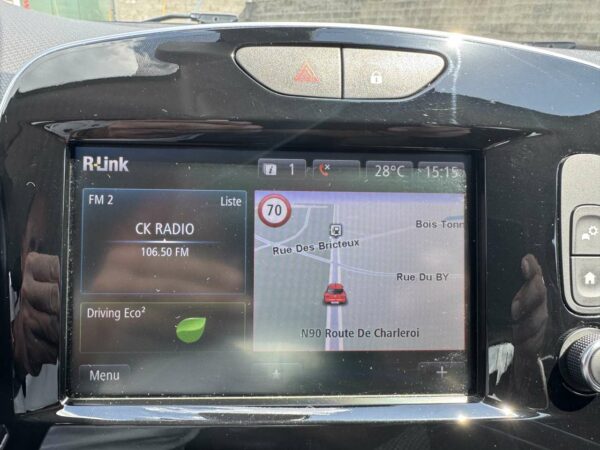 R-Link
1
28°C
15:15
FM 2
Liste
CK RADIO
106.50 FM
Driving Eco²
Menu
70
Bois Tonn
Rue Des Bricteux
Rue Du BY
N90 Route De Charleroi
+